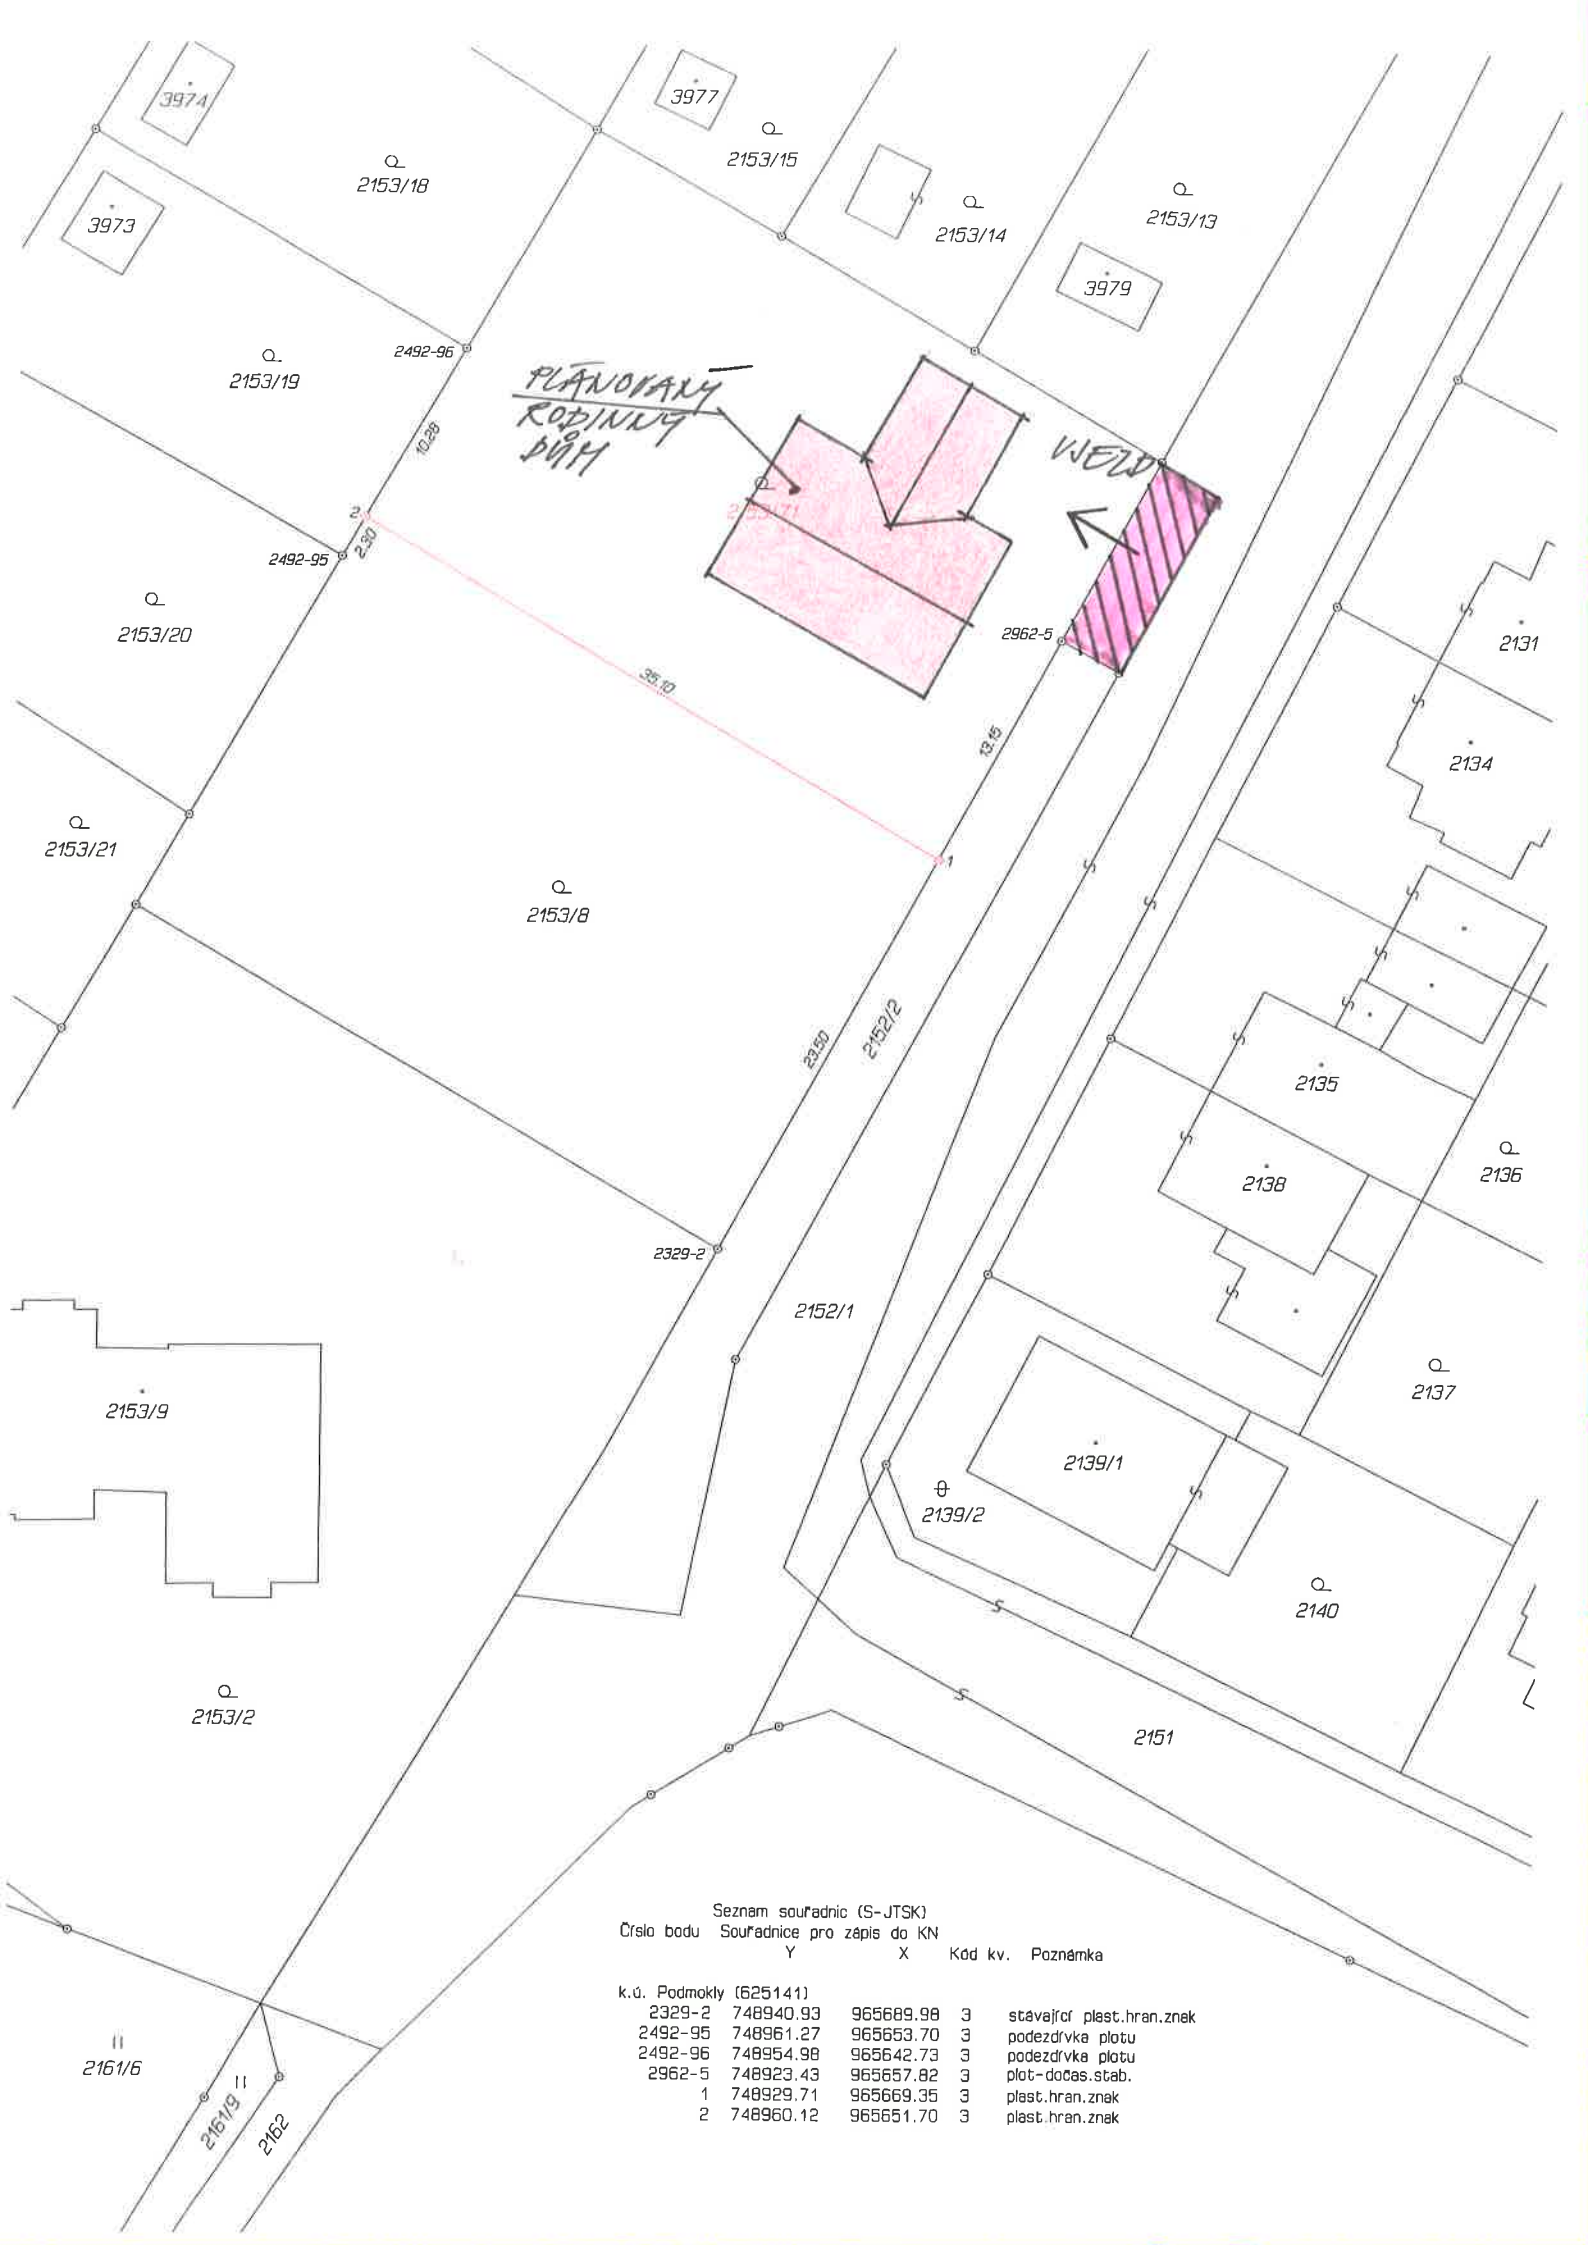 3974
3977
2153/15
2153/18
3973
2153/14
2153/13
3979
2492-96
2153/19
PLÁNOVANÝ
RODINNÝ
DŮM
VJEZD
10.28
2153/71
2
2.30
2492-95
2153/20
2962-5
2131
35.10
13.15
2134
2153/21
1
2153/8
23.50
2152/2
2135
2136
2138
2329-2
2152/1
2137
2153/9
2139/1
2139/2
2140
2153/2
2151
Seznam souřadnic (S-JTSK)
Číslo bodu Souřadnice pro zápis do KN
Y X Kód kv. Poznámka
k.ú. Podmokly (625141)
2329-2 748940.93 965689.98 3 stávající plast.hran.znak
2492-95 748961.27 965653.70 3 podezdívka plotu
2492-96 748954.98 965642.73 3 podezdívka plotu
2962-5 748923.43 965657.82 3 plot-dočas.stab.
1 748929.71 965669.35 3 plast.hran.znak
2 748960.12 965651.70 3 plast.hran.znak
2161/6
2161/9
2162